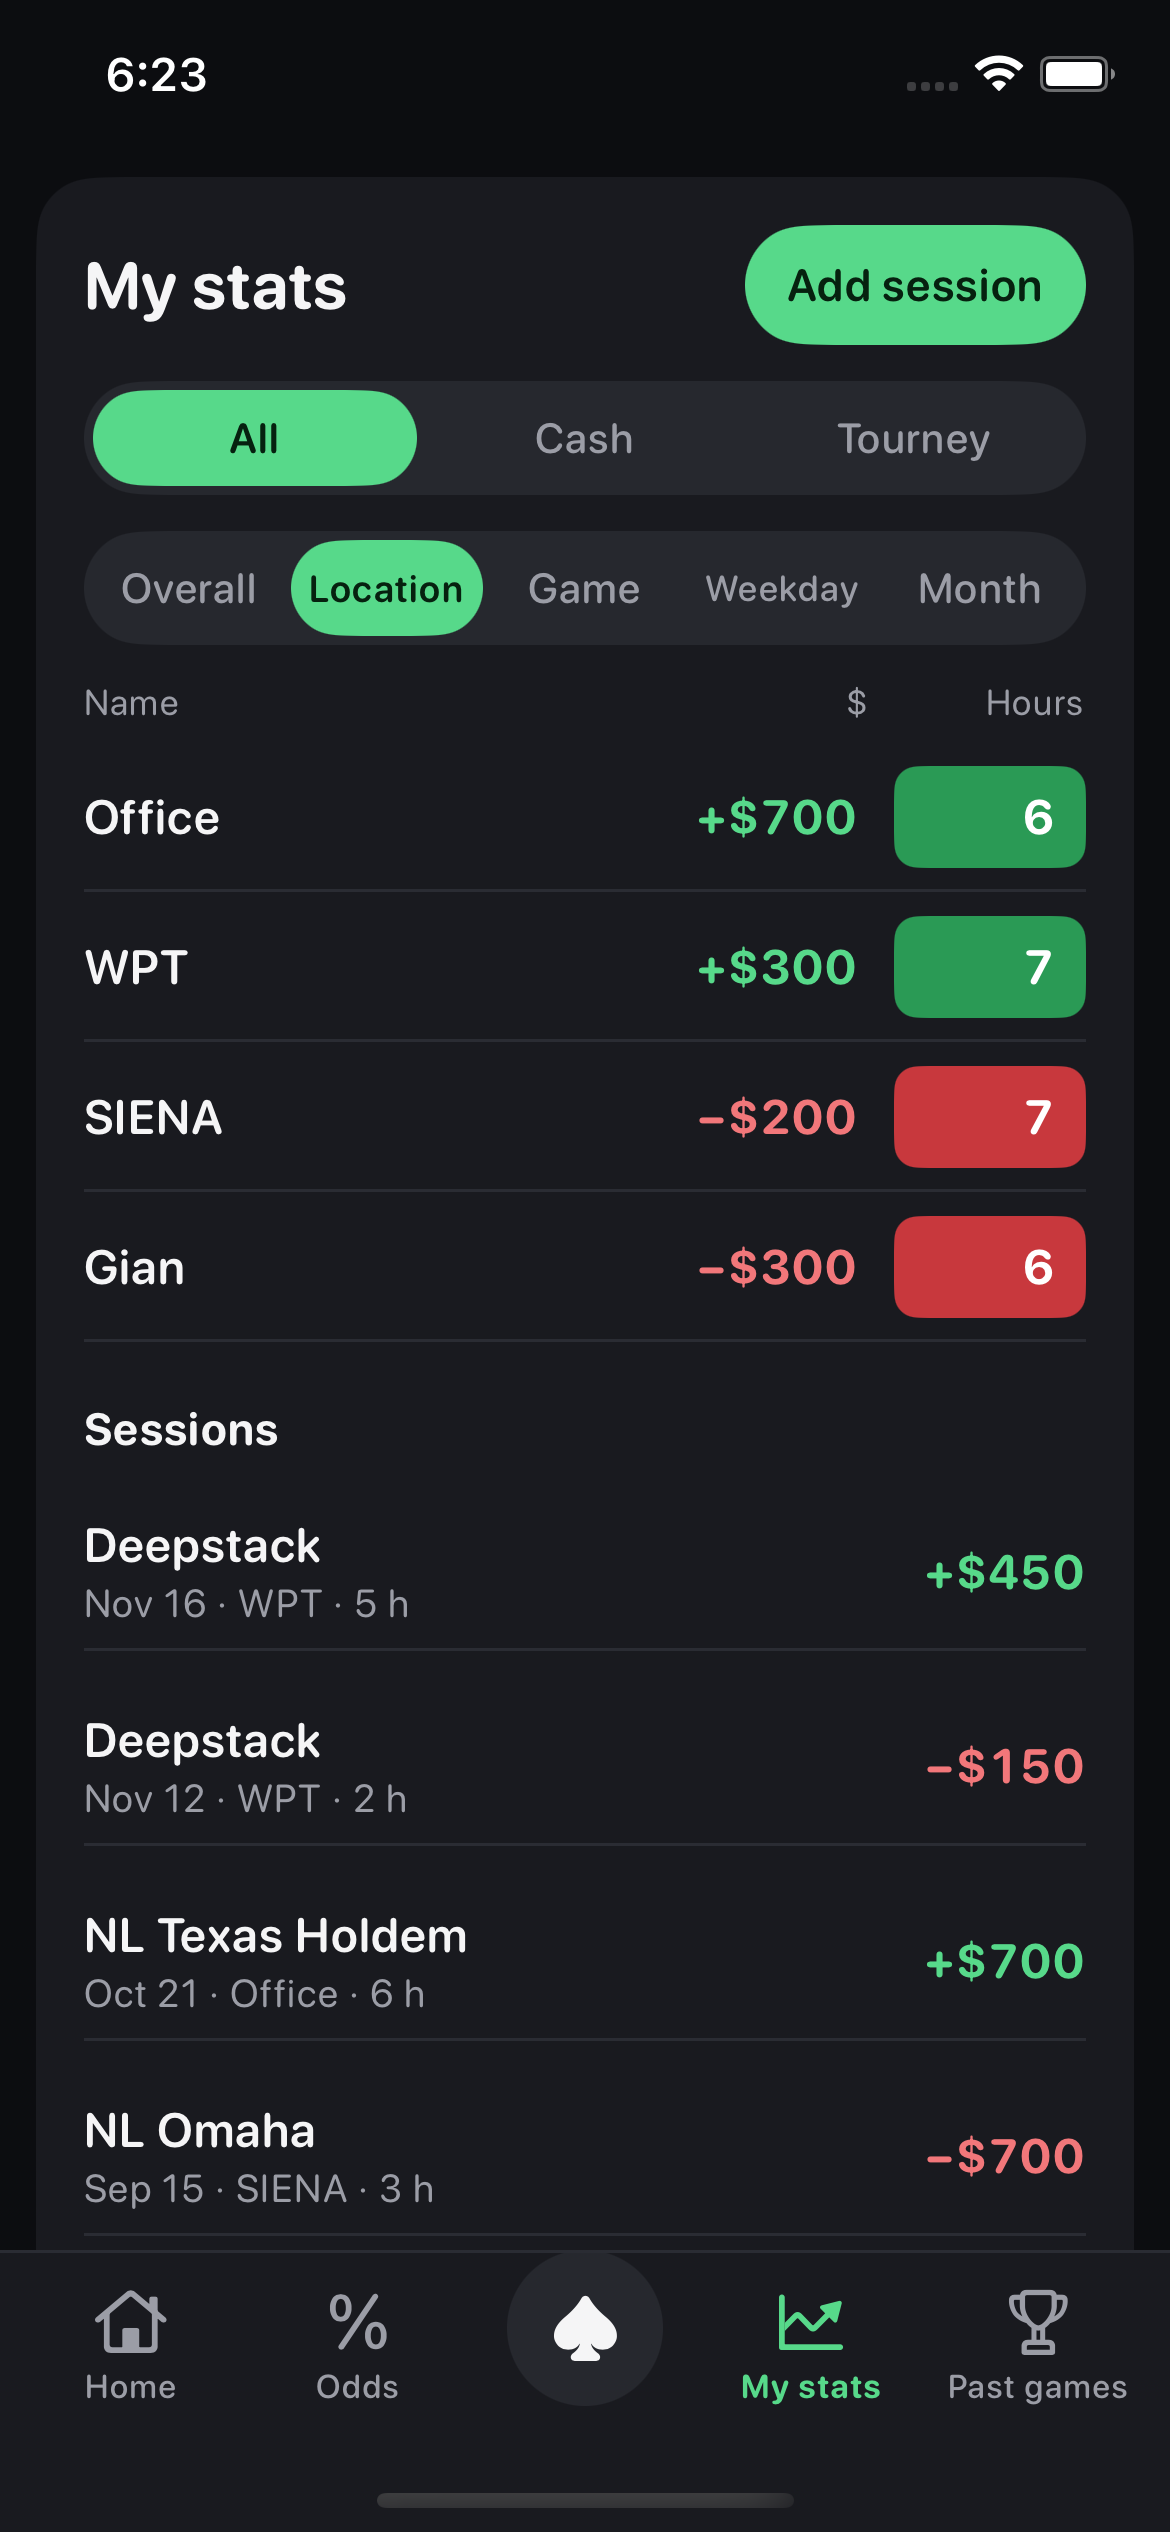 6:23
My stats
Add session
All Cash Tourney
Overall Location Game Weekday Month
Name $ Hours
Office +$700 6
WPT +$300 7
SIENA −$200 7
Gian −$300 6
Sessions
Deepstack
Nov 16 · WPT · 5 h
+$450
Deepstack
Nov 12 · WPT · 2 h
−$150
NL Texas Holdem
Oct 21 · Office · 6 h
+$700
NL Omaha
Sep 15 · SIENA · 3 h
−$700
Home Odds My stats Past games